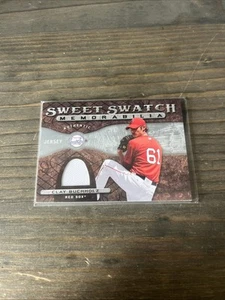 SWEET SWATCH
MEMORABILIA
AUTHENTIC
JERSEY
61
CLAY BUCHHOLZ
RED SOX